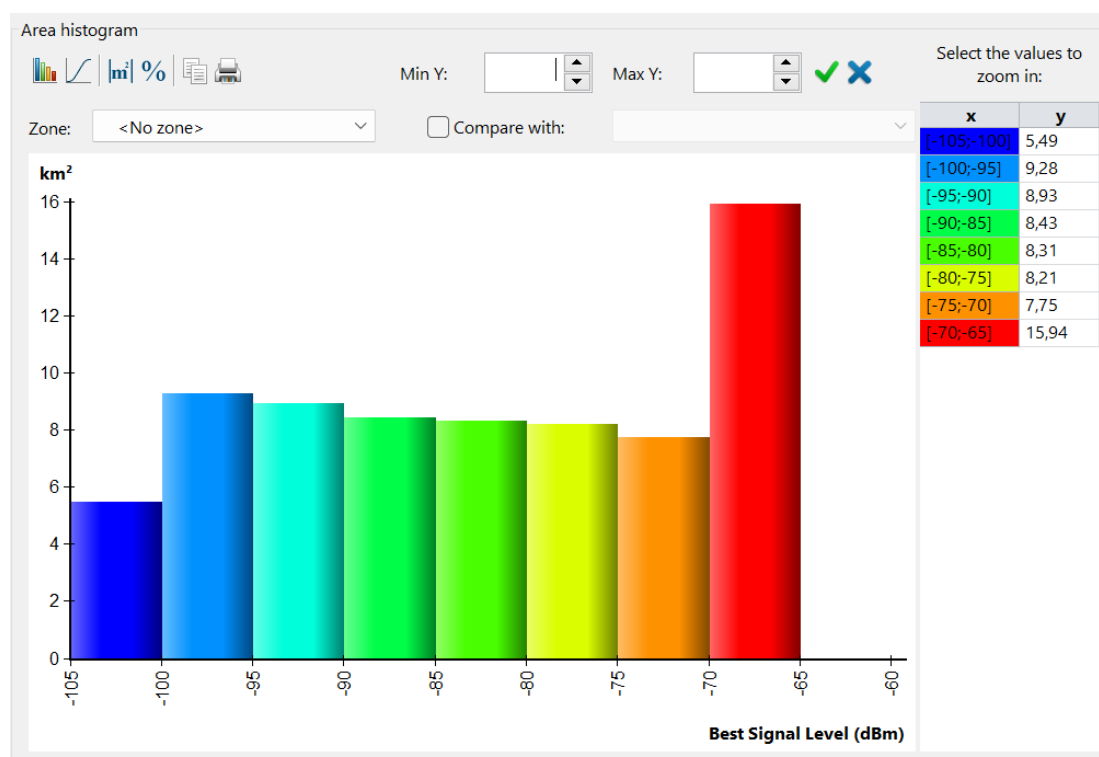 Area histogram
|m²| %
Min Y:
Max Y:
Select the values to
zoom in:
Zone:
<No zone>
Compare with:
x y
[-105;-100] 5,49
[-100;-95] 9,28
[-95;-90] 8,93
[-90;-85] 8,43
[-85;-80] 8,31
[-80;-75] 8,21
[-75;-70] 7,75
[-70;-65] 15,94
km²
16
14
12
10
8
6
4
2
0
-105 -100 -95 -90 -85 -80 -75 -70 -65 -60
Best Signal Level (dBm)